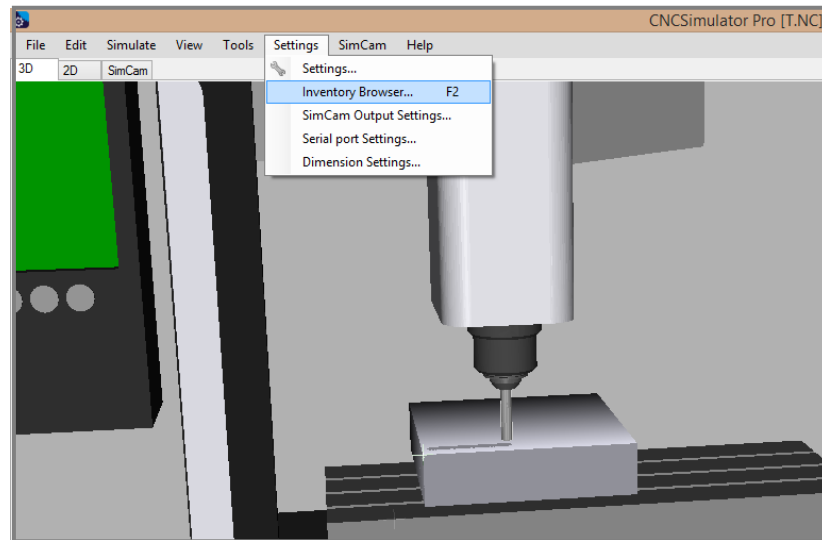 CNCSimulator Pro [T.NC]
File Edit Simulate View Tools Settings SimCam Help
3D 2D SimCam
Settings...
Inventory Browser... F2
SimCam Output Settings...
Serial port Settings...
Dimension Settings...